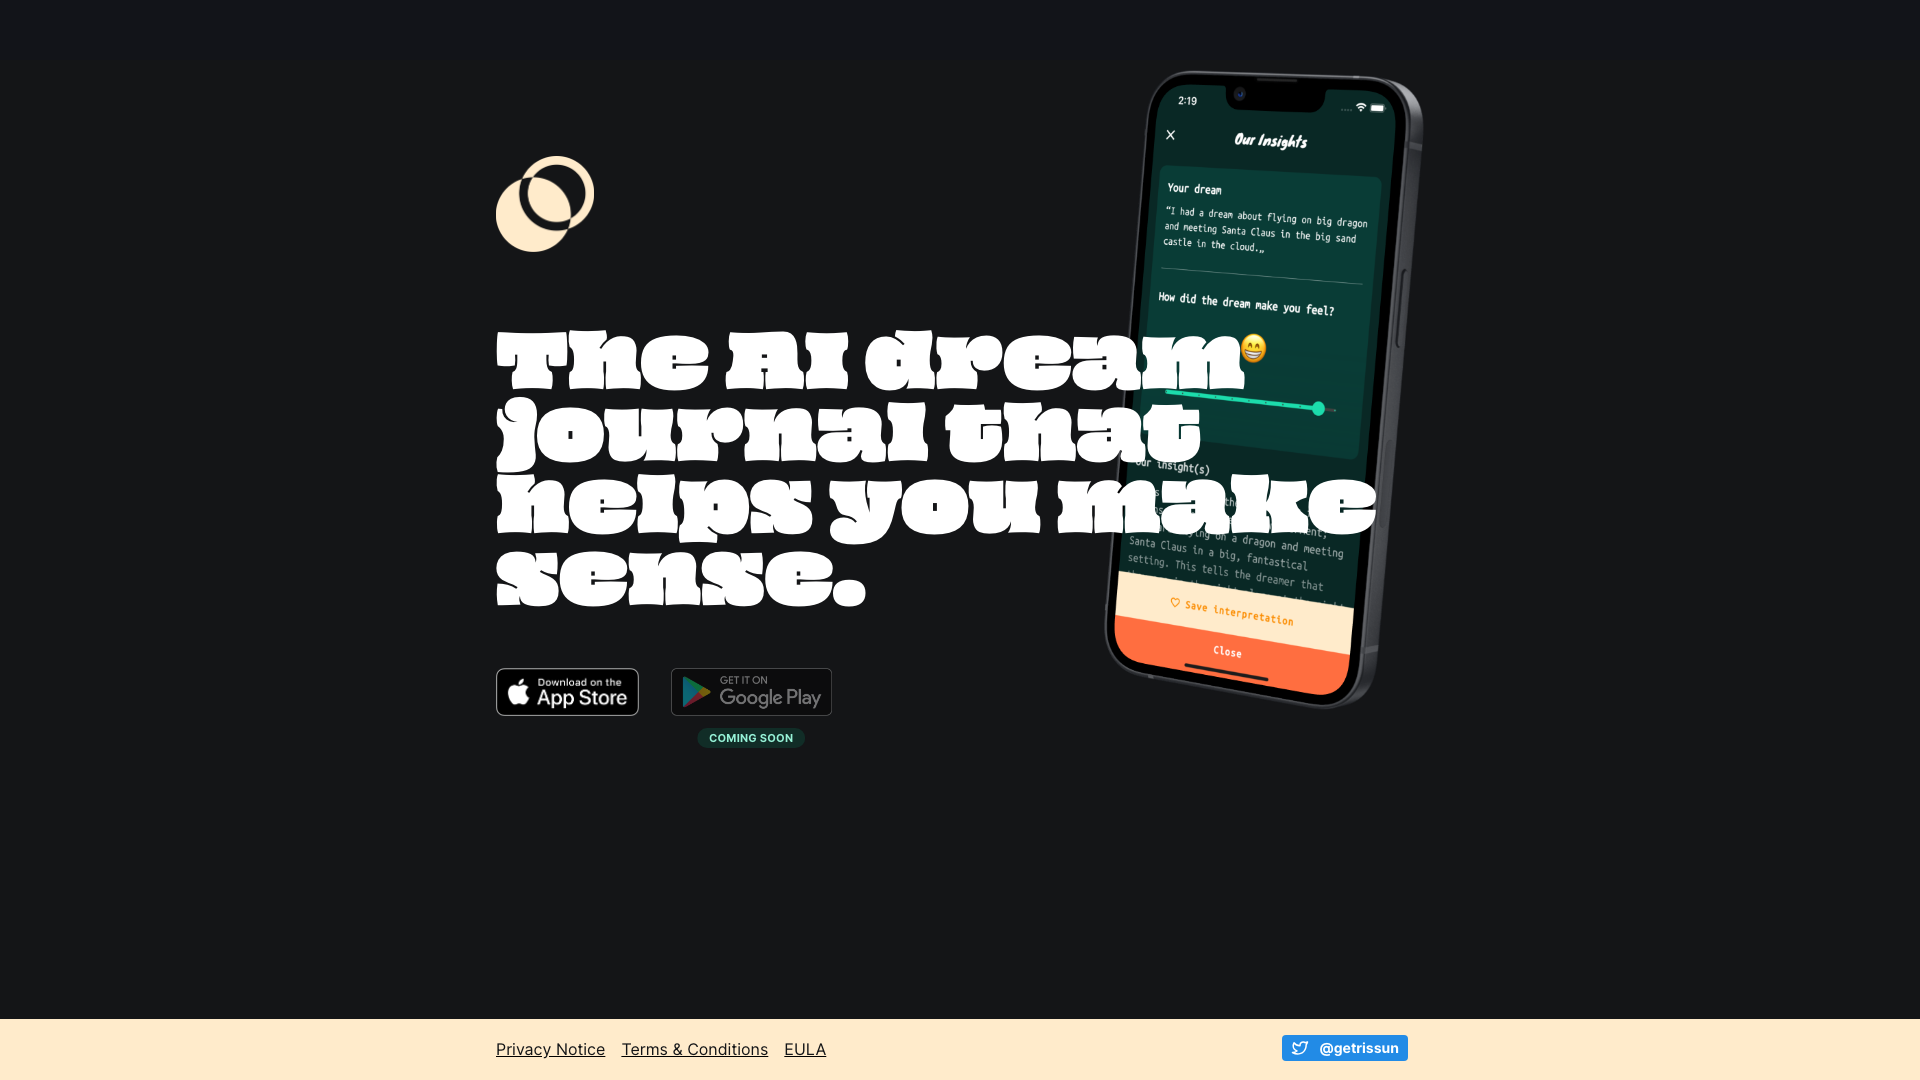 2:19
Our Insights
Your dream
“I had a dream about flying on big dragon
and meeting Santa Claus in the big sand
castle in the cloud.„
How did the dream make you feel?
The AI dream
journal that
helps you make
sense.
Our insight(s)
on a dragon and meeting
Santa Claus in a big, fantastical
setting. This tells the dreamer that
Save interpretation
Close
Download on the
App Store
GET IT ON
Google Play
COMING SOON
Privacy Notice Terms & Conditions EULA
@getrissun